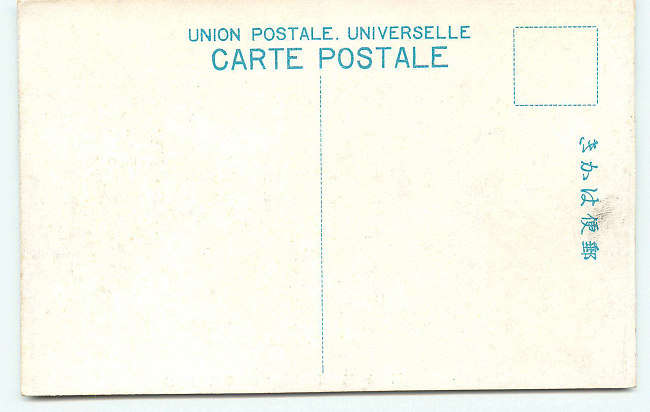 UNION POSTALE. UNIVERSELLE
CARTE POSTALE
きかは便郵